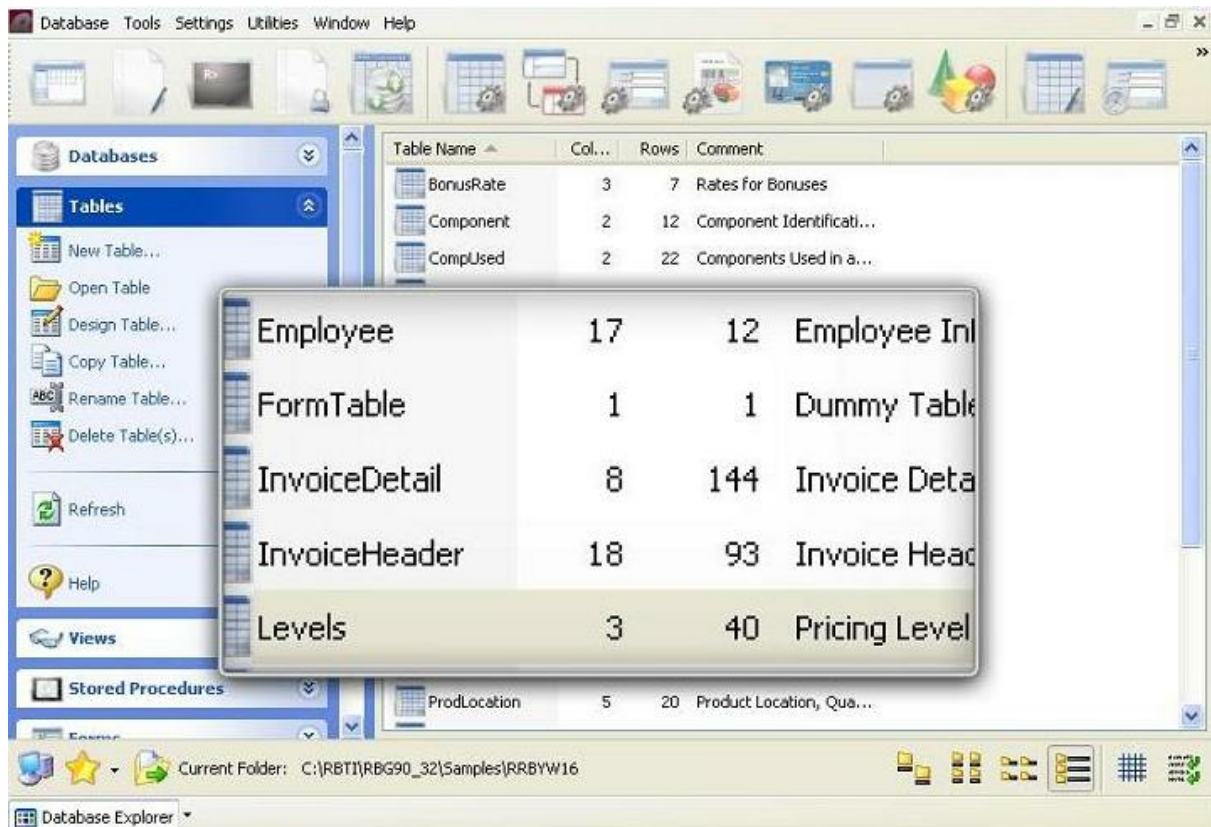 Database Tools Settings Utilities Window Help
Databases
Tables
New Table...
Open Table
Design Table...
Copy Table...
Rename Table...
Delete Table(s)...
Refresh
Help
Views
Stored Procedures
Table Name Col... Rows Comment
BonusRate 3 7 Rates for Bonuses
Component 2 12 Component Identificati...
CompUsed 2 22 Components Used in a...
Employee 17 12 Employee Inf
FormTable 1 1 Dummy Table
InvoiceDetail 8 144 Invoice Deta
InvoiceHeader 18 93 Invoice Head
Levels 3 40 Pricing Level
ProdLocation 5 20 Product Location, Qua...
Current Folder: C:\RBTI\RBG90_32\Samples\RRBYW16
Database Explorer